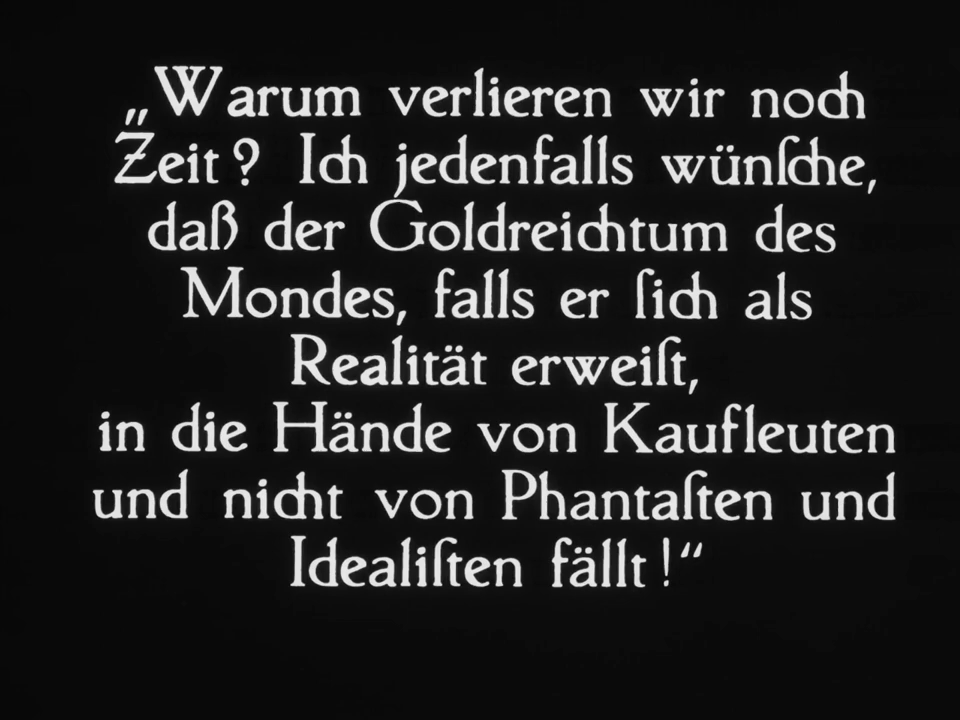 „Warum verlieren wir noch
Zeit? Ich jedenfalls wünſche,
daß der Goldreichtum des
Mondes, falls er ſich als
Realität erweiſt,
in die Hände von Kaufleuten
und nicht von Phantaſten und
Idealiſten fällt!“